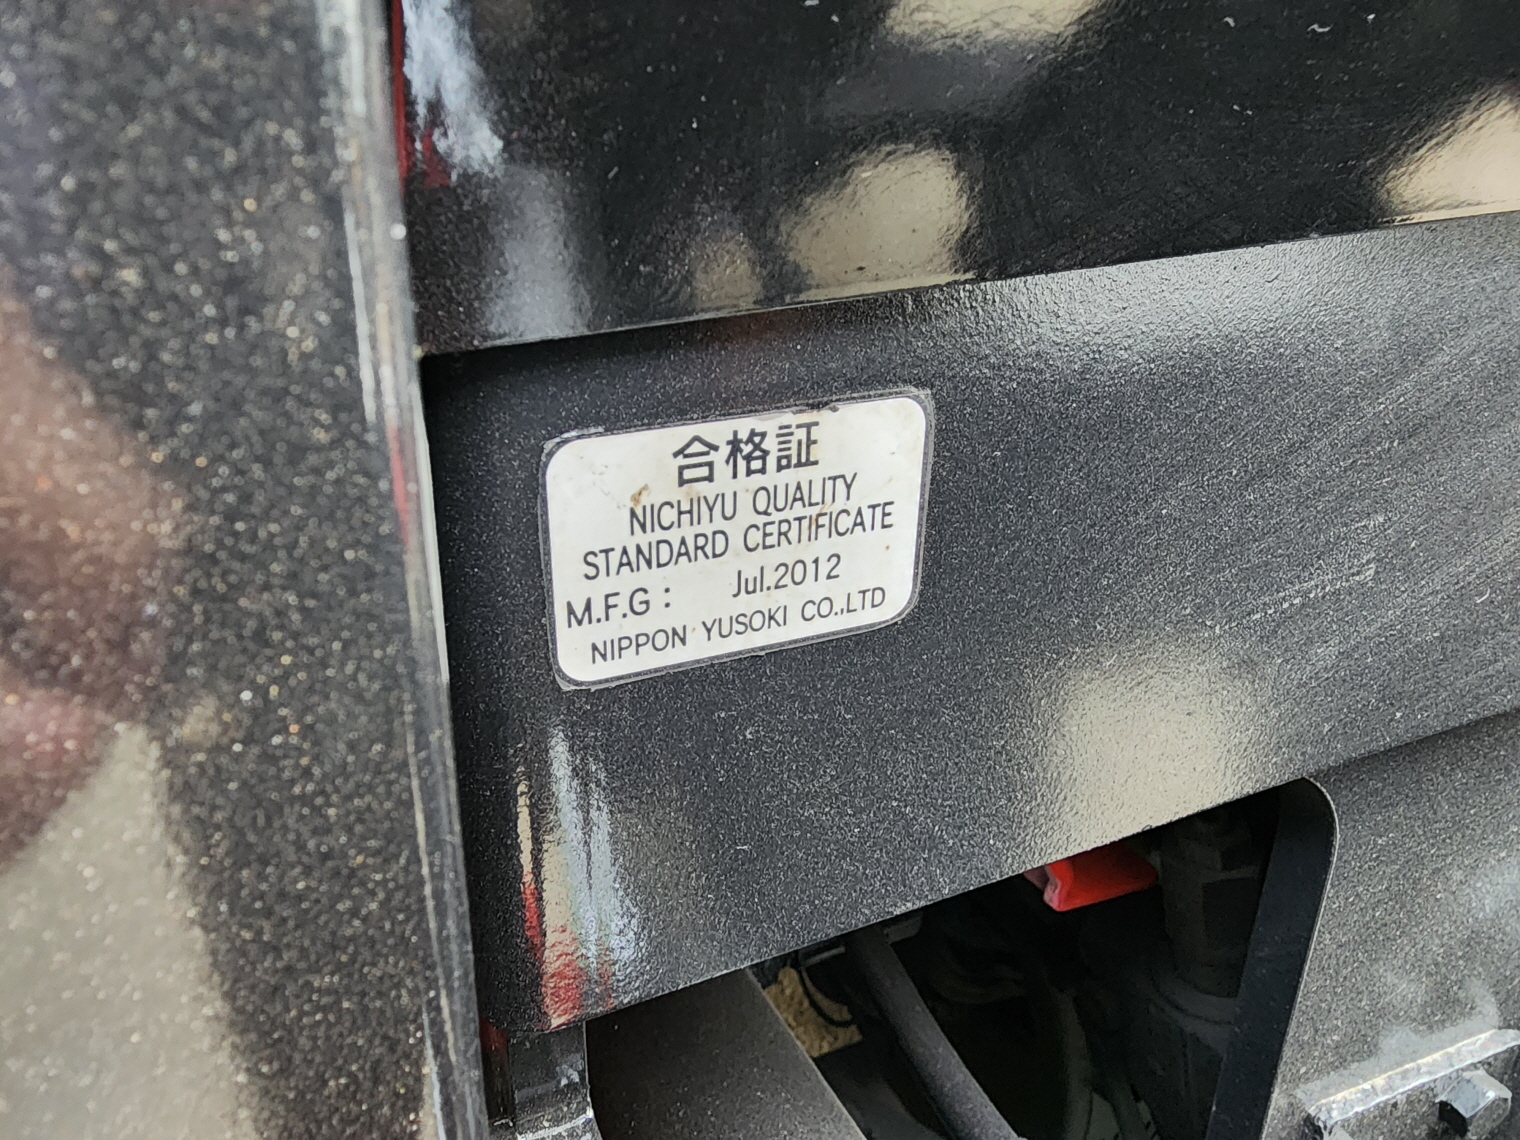 合格証
NICHIYU QUALITY
STANDARD CERTIFICATE
M.F.G : Jul.2012
NIPPON YUSOKI CO.,LTD